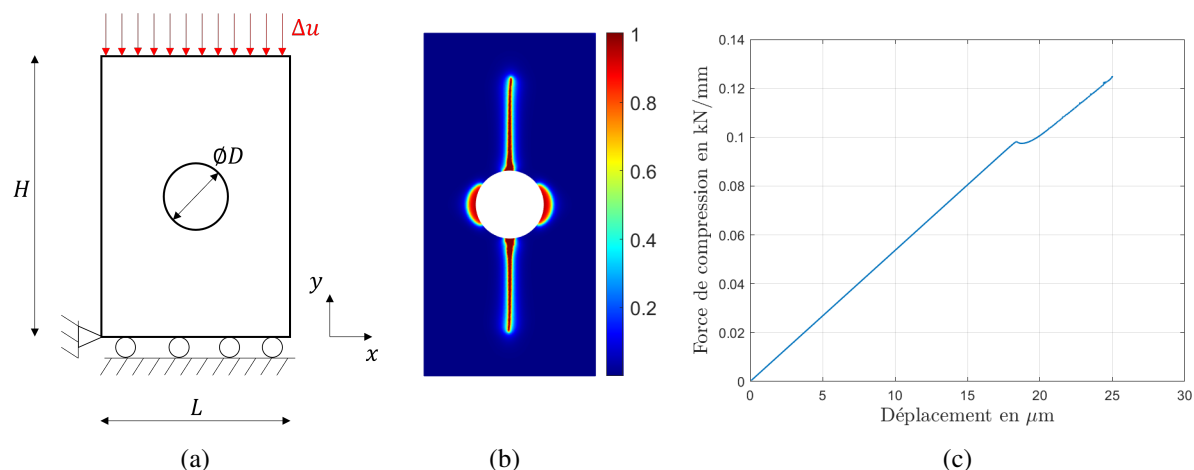 Δu
H
∅D
y
x
L
(a)
1
0.8
0.6
0.4
0.2
(b)
Force de compression en kN/mm
0.14
0.12
0.1
0.08
0.06
0.04
0.02
0
0 5 10 15 20 25 30
Déplacement en μm
(c)